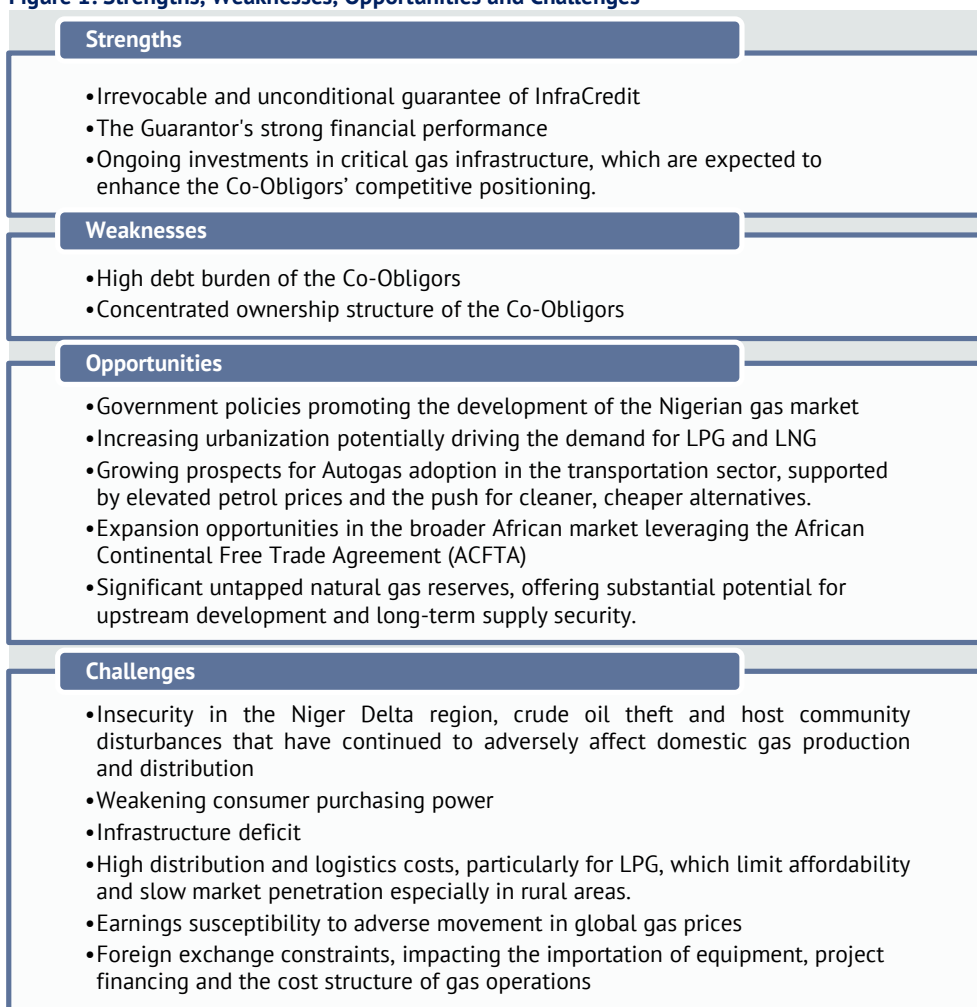 Figure 1: Strengths, Weaknesses, Opportunities and Challenges
Strengths
•Irrevocable and unconditional guarantee of InfraCredit
•The Guarantor's strong financial performance
•Ongoing investments in critical gas infrastructure, which are expected to
enhance the Co-Obligors’ competitive positioning.
Weaknesses
•High debt burden of the Co-Obligors
•Concentrated ownership structure of the Co-Obligors
Opportunities
•Government policies promoting the development of the Nigerian gas market
•Increasing urbanization potentially driving the demand for LPG and LNG
•Growing prospects for Autogas adoption in the transportation sector, supported
by elevated petrol prices and the push for cleaner, cheaper alternatives.
•Expansion opportunities in the broader African market leveraging the African
Continental Free Trade Agreement (ACFTA)
•Significant untapped natural gas reserves, offering substantial potential for
upstream development and long-term supply security.
Challenges
•Insecurity in the Niger Delta region, crude oil theft and host community
disturbances that have continued to adversely affect domestic gas production
and distribution
•Weakening consumer purchasing power
•Infrastructure deficit
•High distribution and logistics costs, particularly for LPG, which limit affordability
and slow market penetration especially in rural areas.
•Earnings susceptibility to adverse movement in global gas prices
•Foreign exchange constraints, impacting the importation of equipment, project
financing and the cost structure of gas operations